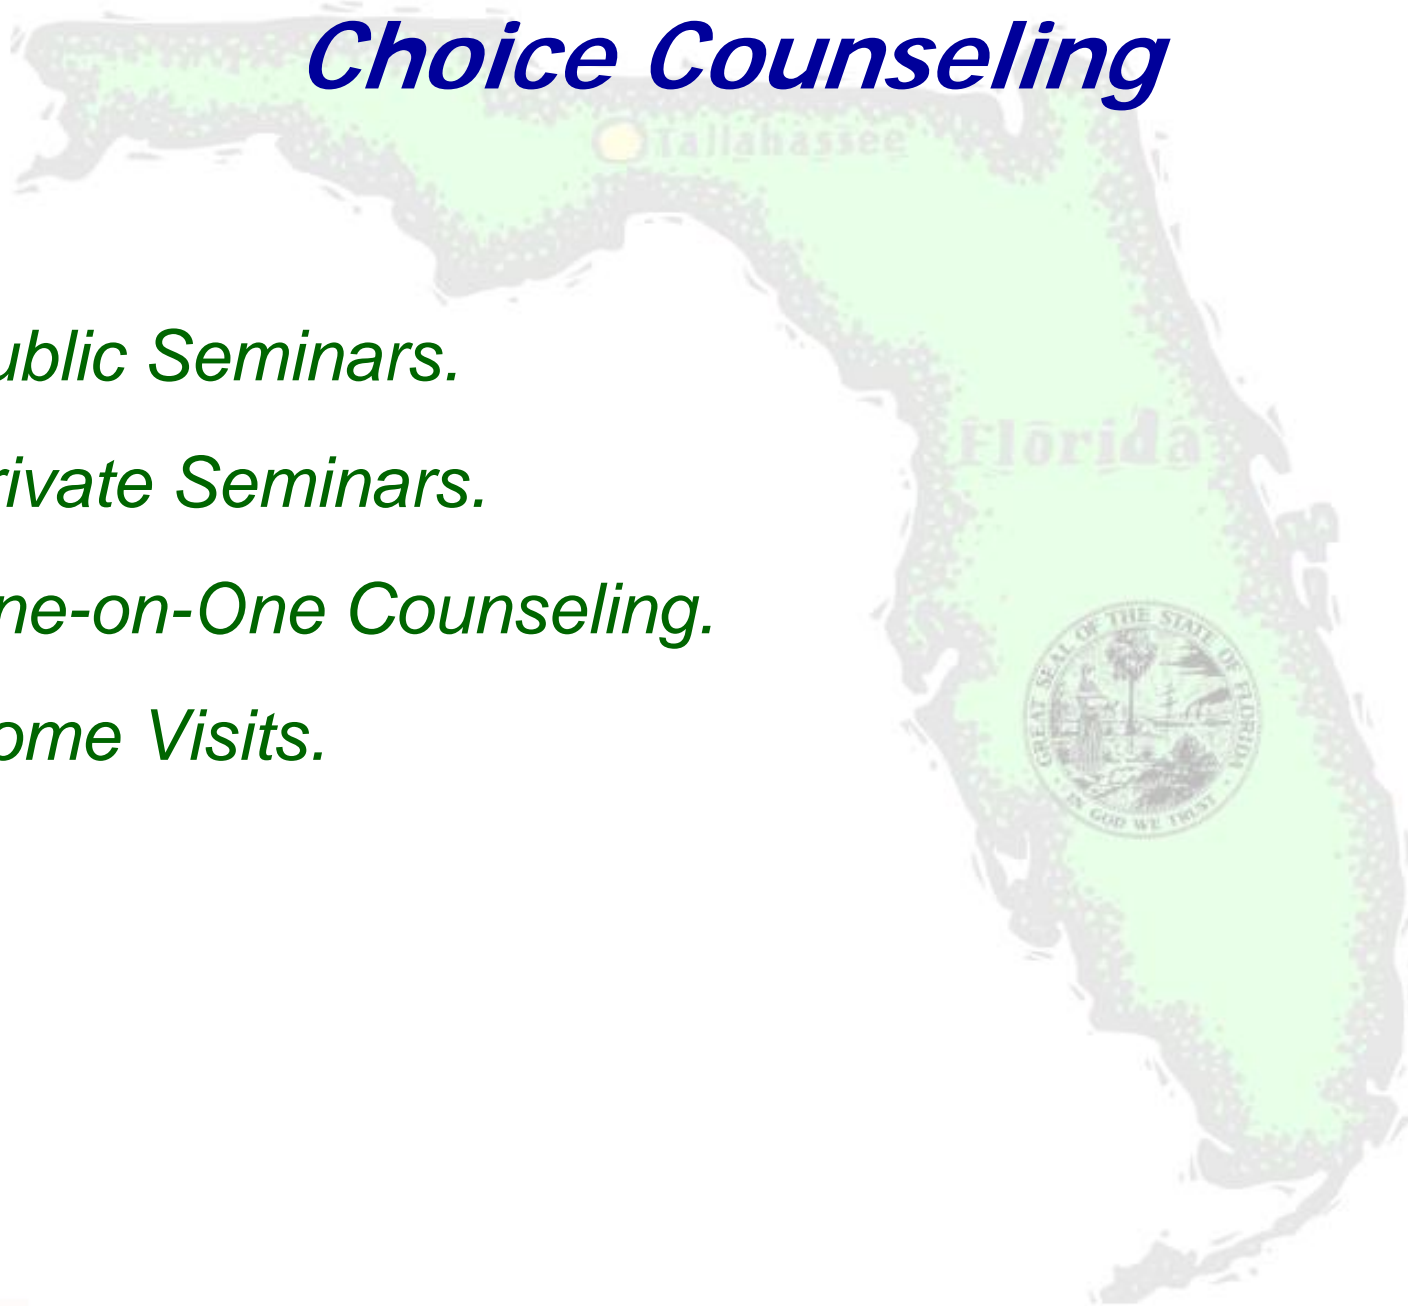 Choice Counseling
Tallahassee
ublic Seminars.
rivate Seminars.
Florida
ne-on-One Counseling.
GREAT SEAL OF THE STATE OF FLORIDA
IN GOD WE TRUST
ome Visits.